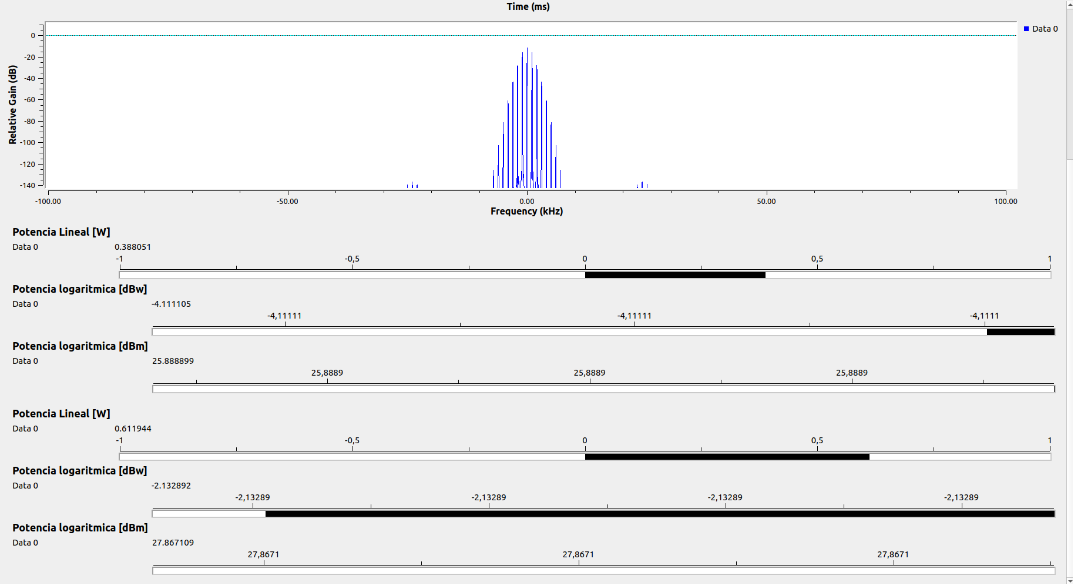 Time (ms)
Data 0
Relative Gain (dB)
0
-20
-40
-60
-80
-100
-120
-140
-100.00 -50.00 0.00 50.00 100.00
Frequency (kHz)
Potencia Lineal [W]
Data 0 0.388051
-1 -0,5 0 0,5 1
Potencia logaritmica [dBw]
Data 0 -4.111105
-4,11111 -4,11111 -4,1111
Potencia logaritmica [dBm]
Data 0 25.888899
25,8889 25,8889 25,8889
Potencia Lineal [W]
Data 0 0.611944
-1 -0,5 0 0,5 1
Potencia logaritmica [dBw]
Data 0 -2.132892
-2,13289 -2,13289 -2,13289 -2,13289
Potencia logaritmica [dBm]
Data 0 27.867109
27,8671 27,8671 27,8671